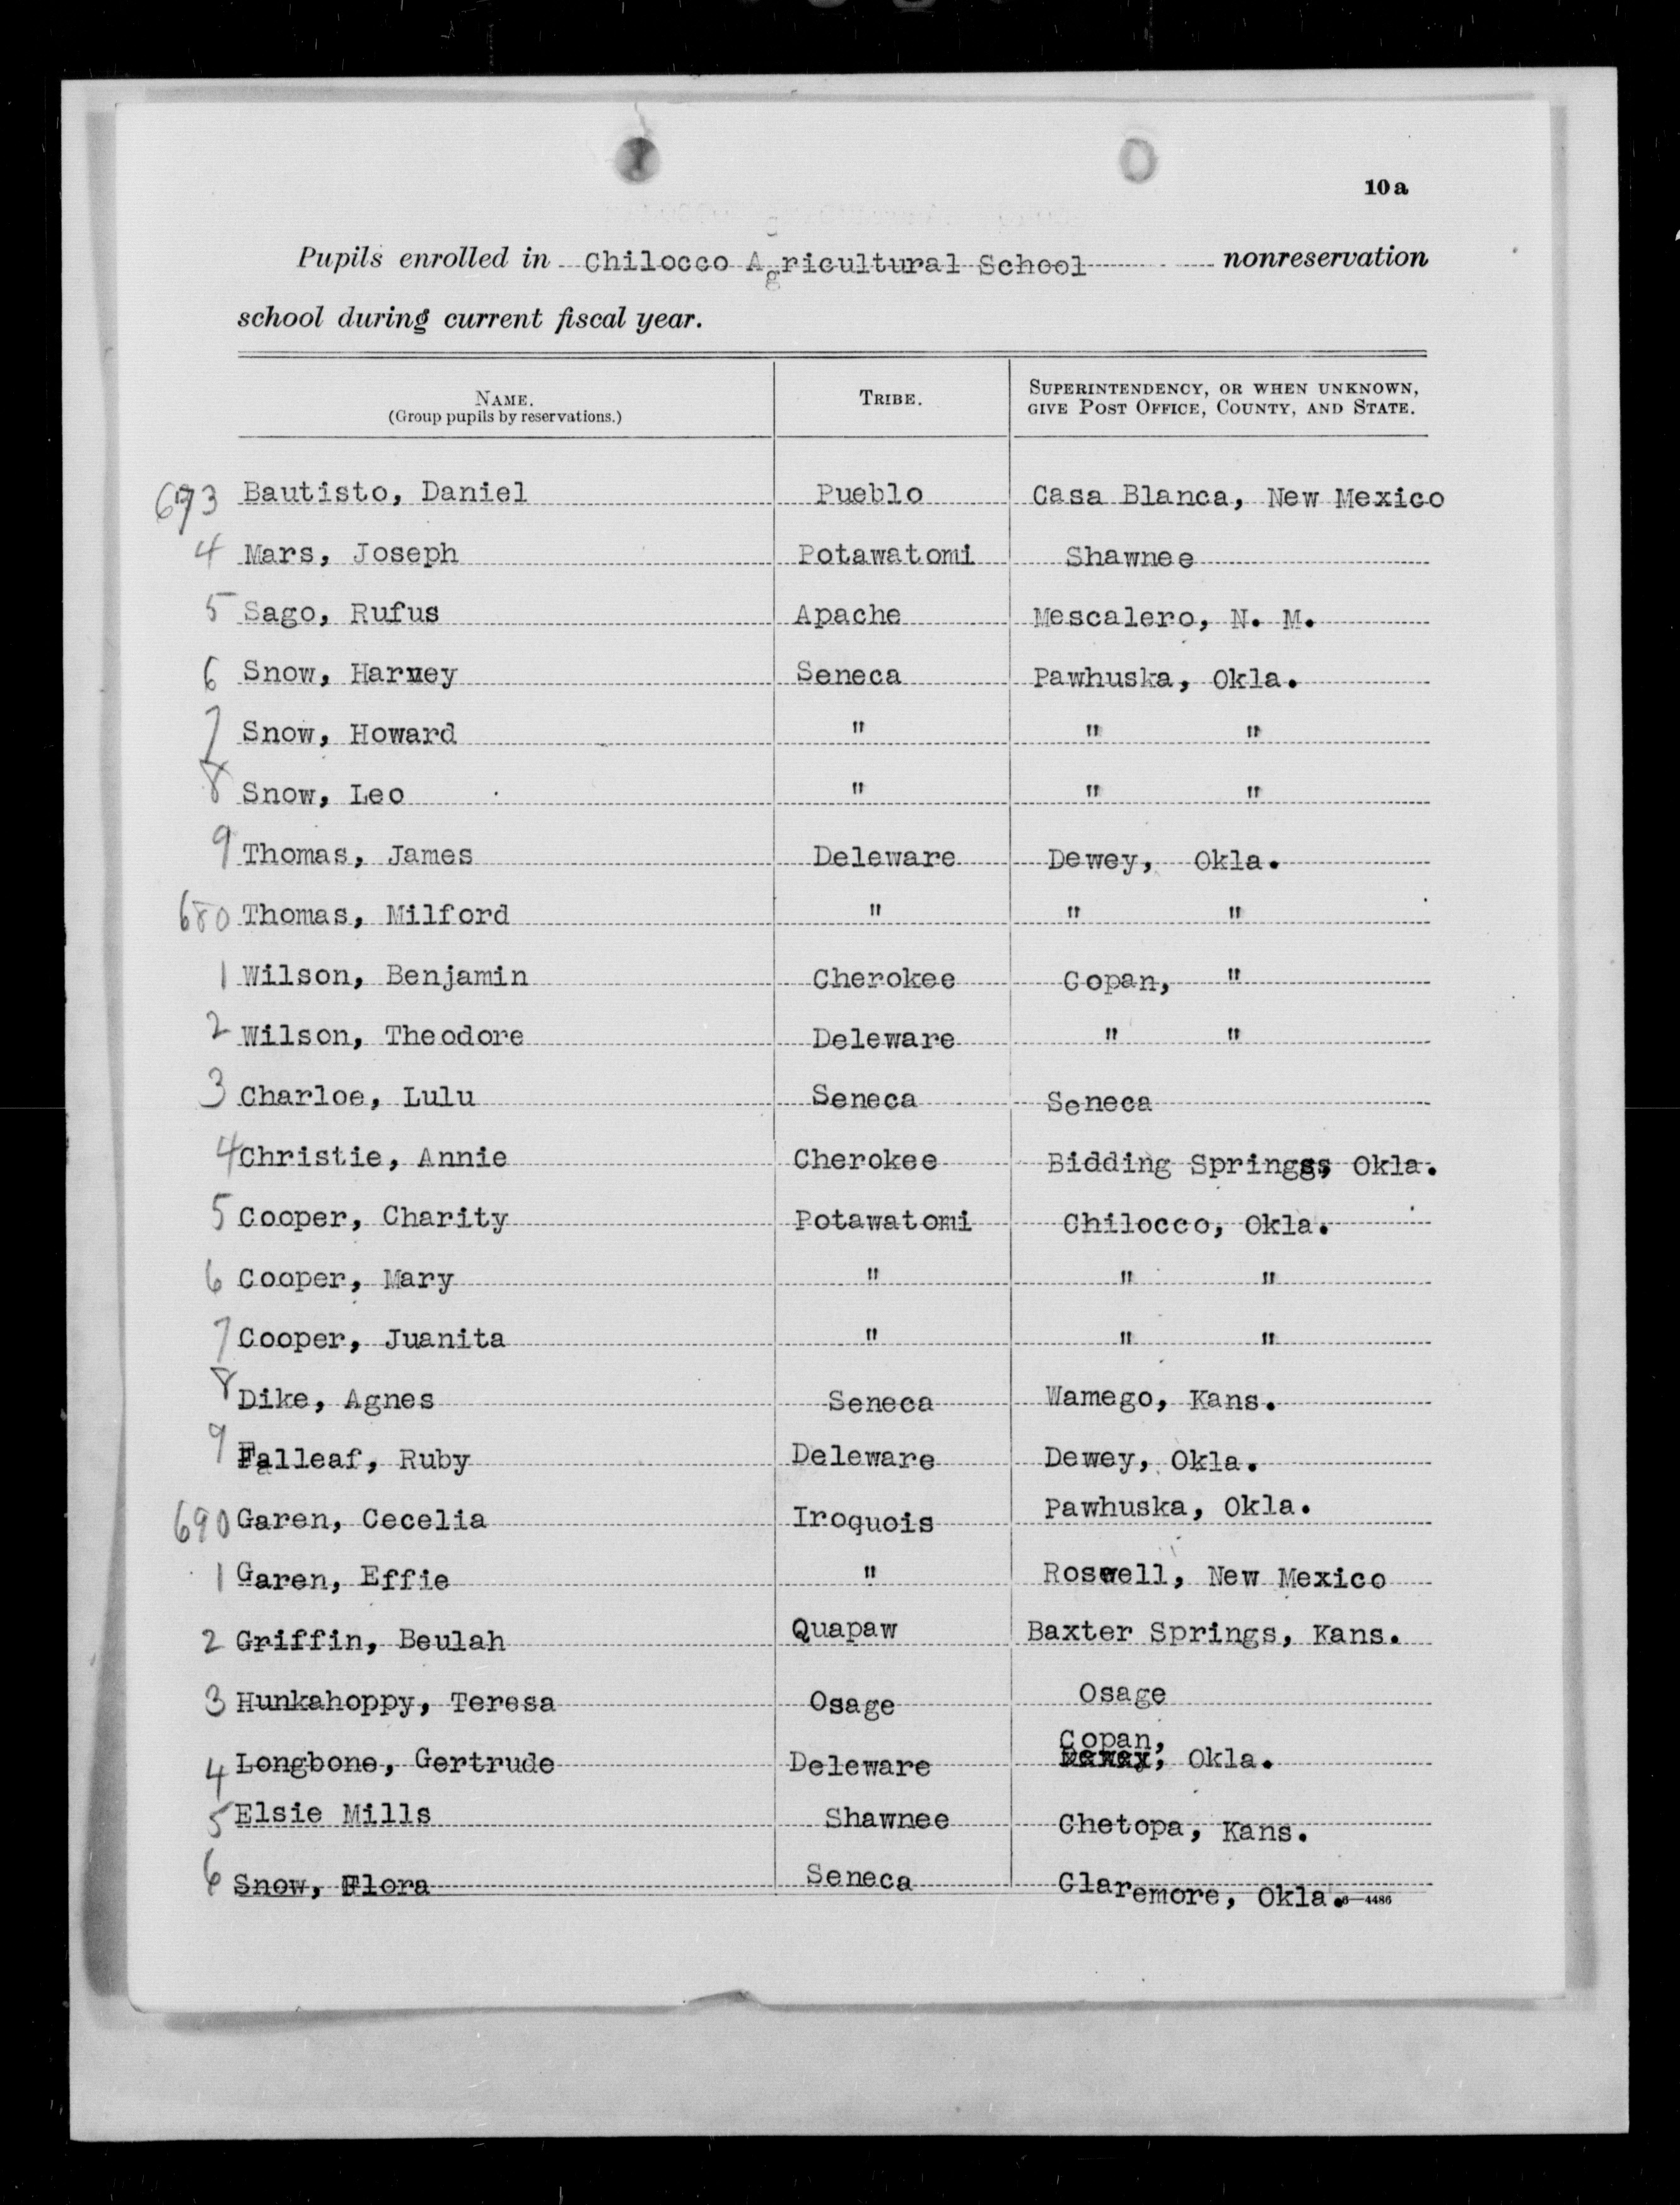 10 a
Pupils enrolled in Chilocco Agricultural School nonreservation
school during current fiscal year.
NAME. TRIBE. SUPERINTENDENCY, OR WHEN UNKNOWN,
(Group pupils by reservations.) GIVE POST OFFICE, COUNTY, AND STATE.
673 Bautisto, Daniel Pueblo Casa Blanca, New Mexico
4 Mars, Joseph Potawatomi Shawnee
5 Sago, Rufus Apache Mescalero, N. M.
6 Snow, Harvey Seneca Pawhuska, Okla.
7 Snow, Howard " " "
8 Snow, Leo " " "
9 Thomas, James Deleware Dewey, Okla.
680 Thomas, Milford " " "
1 Wilson, Benjamin Cherokee Copan, "
2 Wilson, Theodore Deleware " "
3 Charloe, Lulu Seneca Seneca
4 Christie, Annie Cherokee Bidding Springs, Okla.
5 Cooper, Charity Potawatomi Chilocco, Okla.
6 Cooper, Mary " " "
7 Cooper, Juanita " " "
8 Dike, Agnes Seneca Wamego, Kans.
9 Falleaf, Ruby Deleware Dewey, Okla.
690 Garen, Cecelia Iroquois Pawhuska, Okla.
1 Garen, Effie " Roswell, New Mexico
2 Griffin, Beulah Quapaw Baxter Springs, Kans.
3 Hunkahoppy, Teresa Osage Osage
Copan,
4 Longbone, Gertrude Deleware Dewey, Okla.
5 Elsie Mills Shawnee Chetopa, Kans.
6 Snow, Flora Seneca Claremore, Okla. 6—4486